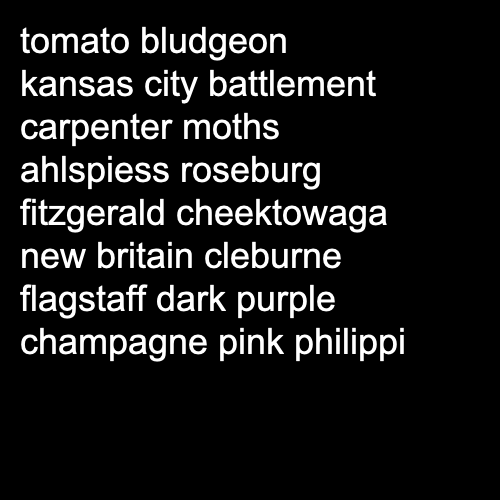 tomato bludgeon
kansas city battlement
carpenter moths
ahlspiess roseburg
fitzgerald cheektowaga
new britain cleburne
flagstaff dark purple
champagne pink philippi